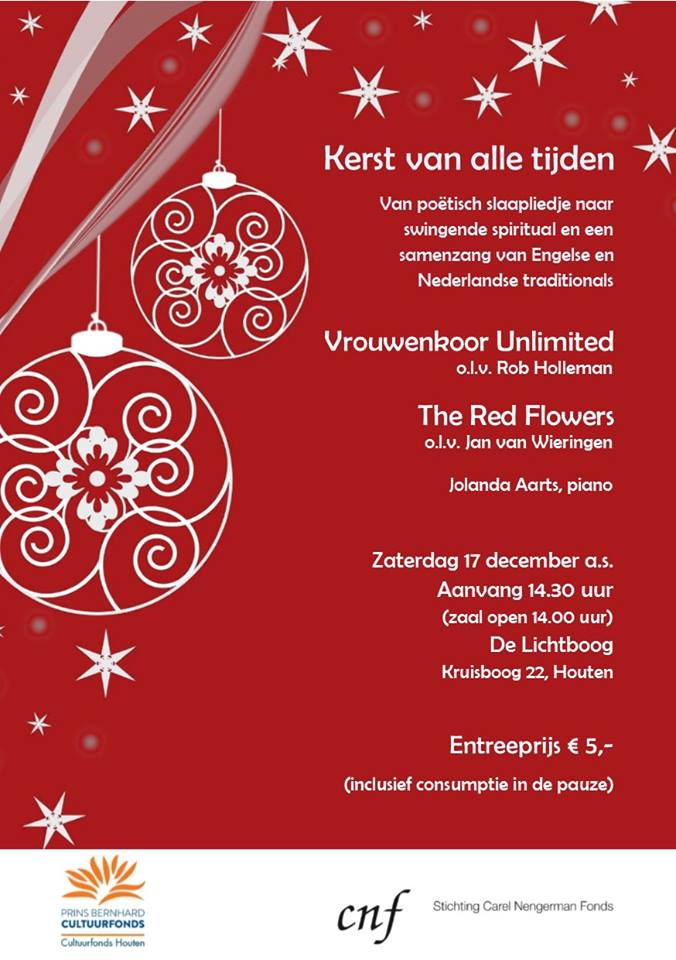 Kerst van alle tijden
Van poëtisch slaapliedje naar
swingende spiritual en een
samenzang van Engelse en
Nederlandse traditionals
Vrouwenkoor Unlimited
o.l.v. Rob Holleman
The Red Flowers
o.l.v. Jan van Wieringen
Jolanda Aarts, piano
Zaterdag 17 december a.s.
Aanvang 14.30 uur
(zaal open 14.00 uur)
De Lichtboog
Kruisboog 22, Houten
Entreeprijs € 5,-
(inclusief consumptie in de pauze)
PRINS BERNHARD
CULTUURFONDS
Cultuurfonds Houten
cnf
Stichting Carel Nengerman Fonds